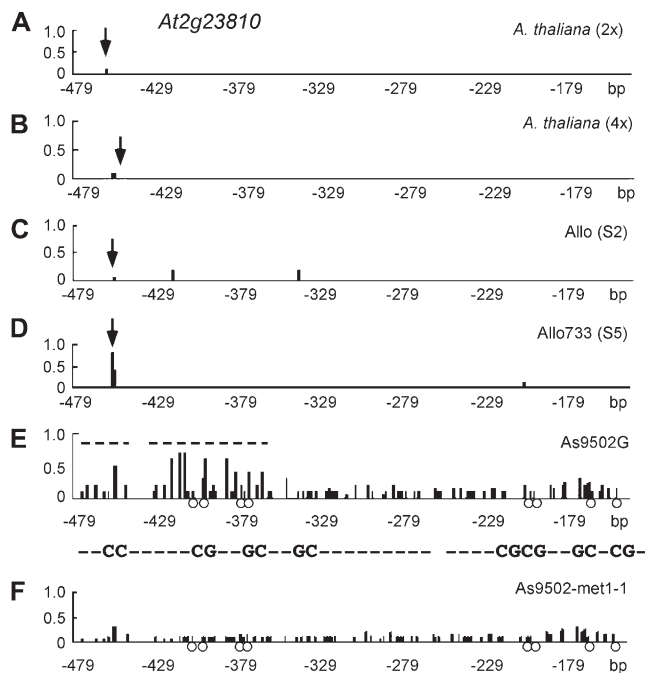 A At2g23810 A. thaliana (2x)
1.0
0.5
0
-479 -429 -379 -329 -279 -229 -179 bp
B A. thaliana (4x)
1.0
0.5
0
-479 -429 -379 -329 -279 -229 -179 bp
C Allo (S2)
1.0
0.5
0
-479 -429 -379 -329 -279 -229 -179 bp
D Allo733 (S5)
1.0
0.5
0
-479 -429 -379 -329 -279 -229 -179 bp
E As9502G
1.0
0.5
0
-479 -429 -379 -329 -279 -229 -179 bp
--CC-----CG--GC--GC---------- -----CGCG--GC-CG-
F As9502-met1-1
1.0
0.5
0
-479 -429 -379 -329 -279 -229 -179 bp